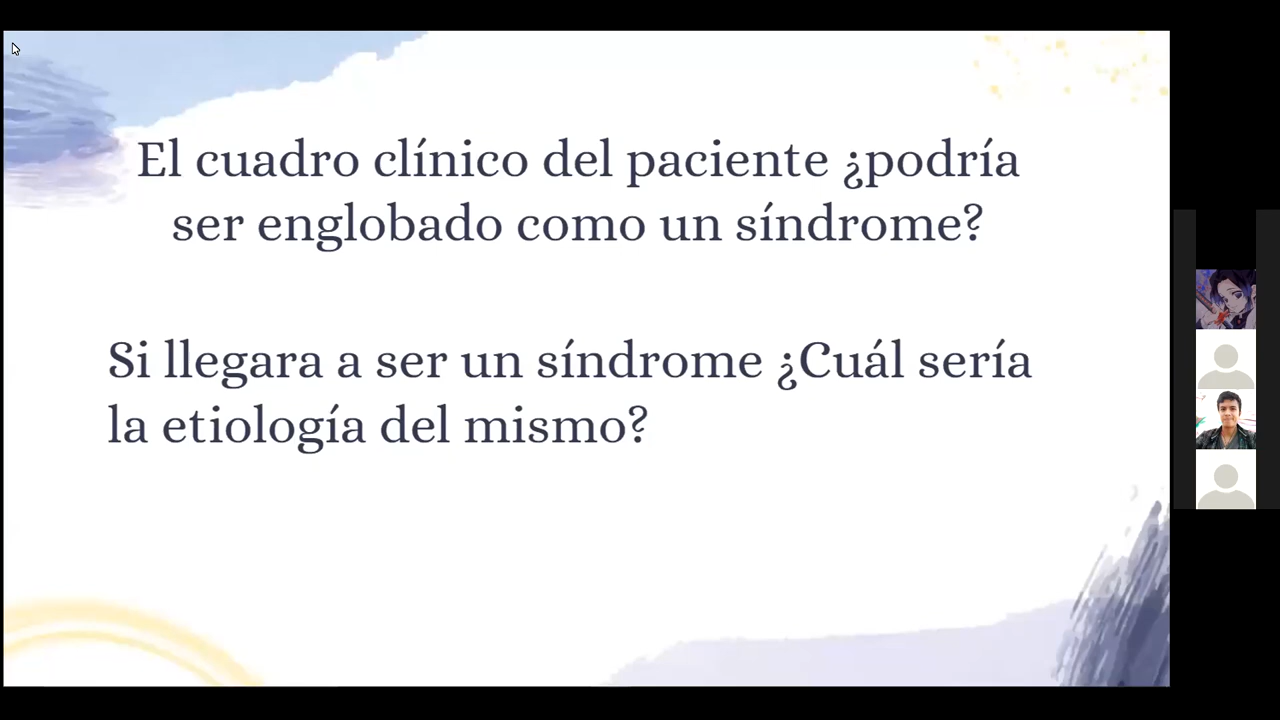 El cuadro clínico del paciente ¿podría
ser englobado como un síndrome?
Si llegara a ser un síndrome ¿Cuál sería
la etiología del mismo?